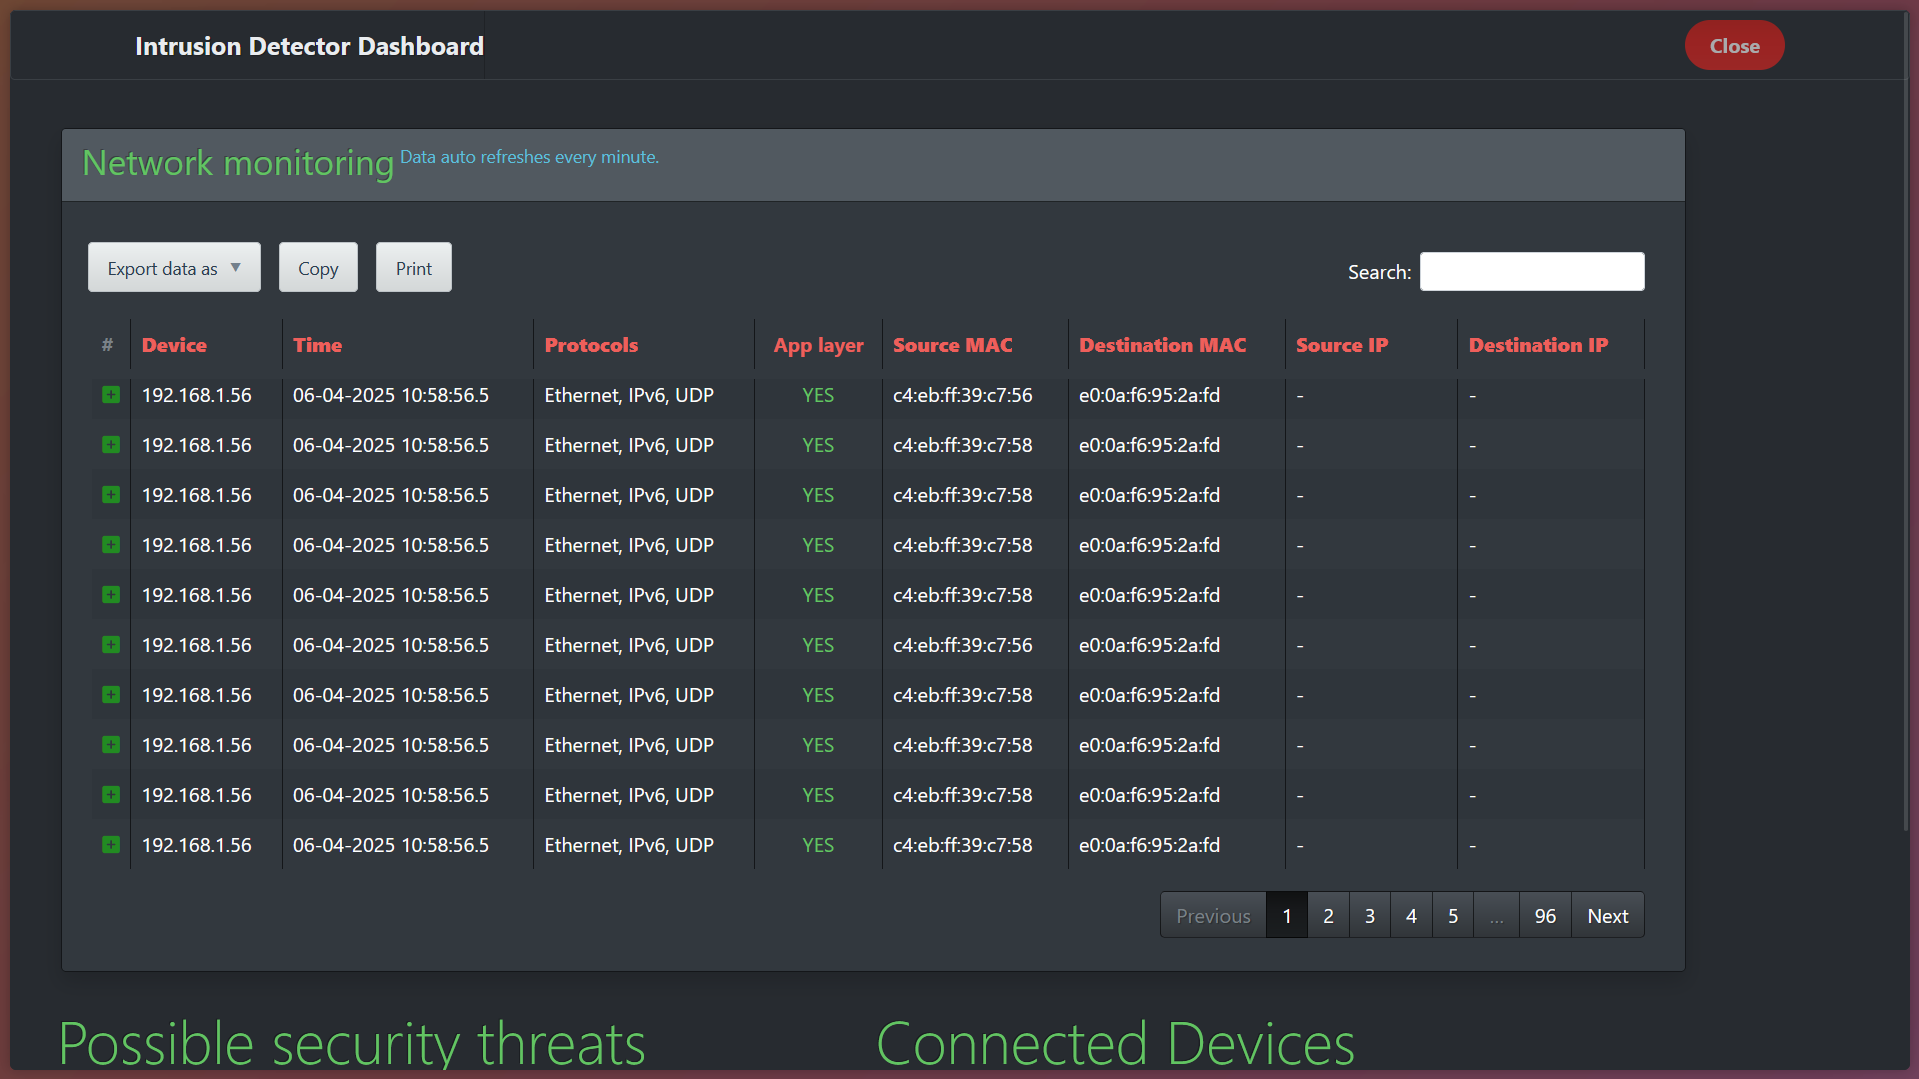 Intrusion Detector Dashboard
Close
Network monitoring Data auto refreshes every minute.
Export data as ▼ Copy Print Search:
# Device Time Protocols App layer Source MAC Destination MAC Source IP Destination IP
192.168.1.56 06-04-2025 10:58:56.5 Ethernet, IPv6, UDP YES c4:eb:ff:39:c7:56 e0:0a:f6:95:2a:fd - -
192.168.1.56 06-04-2025 10:58:56.5 Ethernet, IPv6, UDP YES c4:eb:ff:39:c7:58 e0:0a:f6:95:2a:fd - -
192.168.1.56 06-04-2025 10:58:56.5 Ethernet, IPv6, UDP YES c4:eb:ff:39:c7:58 e0:0a:f6:95:2a:fd - -
192.168.1.56 06-04-2025 10:58:56.5 Ethernet, IPv6, UDP YES c4:eb:ff:39:c7:58 e0:0a:f6:95:2a:fd - -
192.168.1.56 06-04-2025 10:58:56.5 Ethernet, IPv6, UDP YES c4:eb:ff:39:c7:58 e0:0a:f6:95:2a:fd - -
192.168.1.56 06-04-2025 10:58:56.5 Ethernet, IPv6, UDP YES c4:eb:ff:39:c7:56 e0:0a:f6:95:2a:fd - -
192.168.1.56 06-04-2025 10:58:56.5 Ethernet, IPv6, UDP YES c4:eb:ff:39:c7:58 e0:0a:f6:95:2a:fd - -
192.168.1.56 06-04-2025 10:58:56.5 Ethernet, IPv6, UDP YES c4:eb:ff:39:c7:58 e0:0a:f6:95:2a:fd - -
192.168.1.56 06-04-2025 10:58:56.5 Ethernet, IPv6, UDP YES c4:eb:ff:39:c7:58 e0:0a:f6:95:2a:fd - -
192.168.1.56 06-04-2025 10:58:56.5 Ethernet, IPv6, UDP YES c4:eb:ff:39:c7:58 e0:0a:f6:95:2a:fd - -
Previous 1 2 3 4 5 ... 96 Next
Possible security threats
Connected Devices